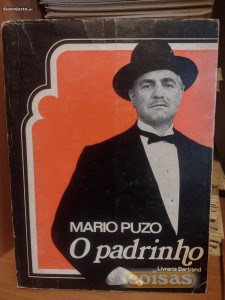 MARIO PUZO
O padrinho
Livraria Bertrand
coisas